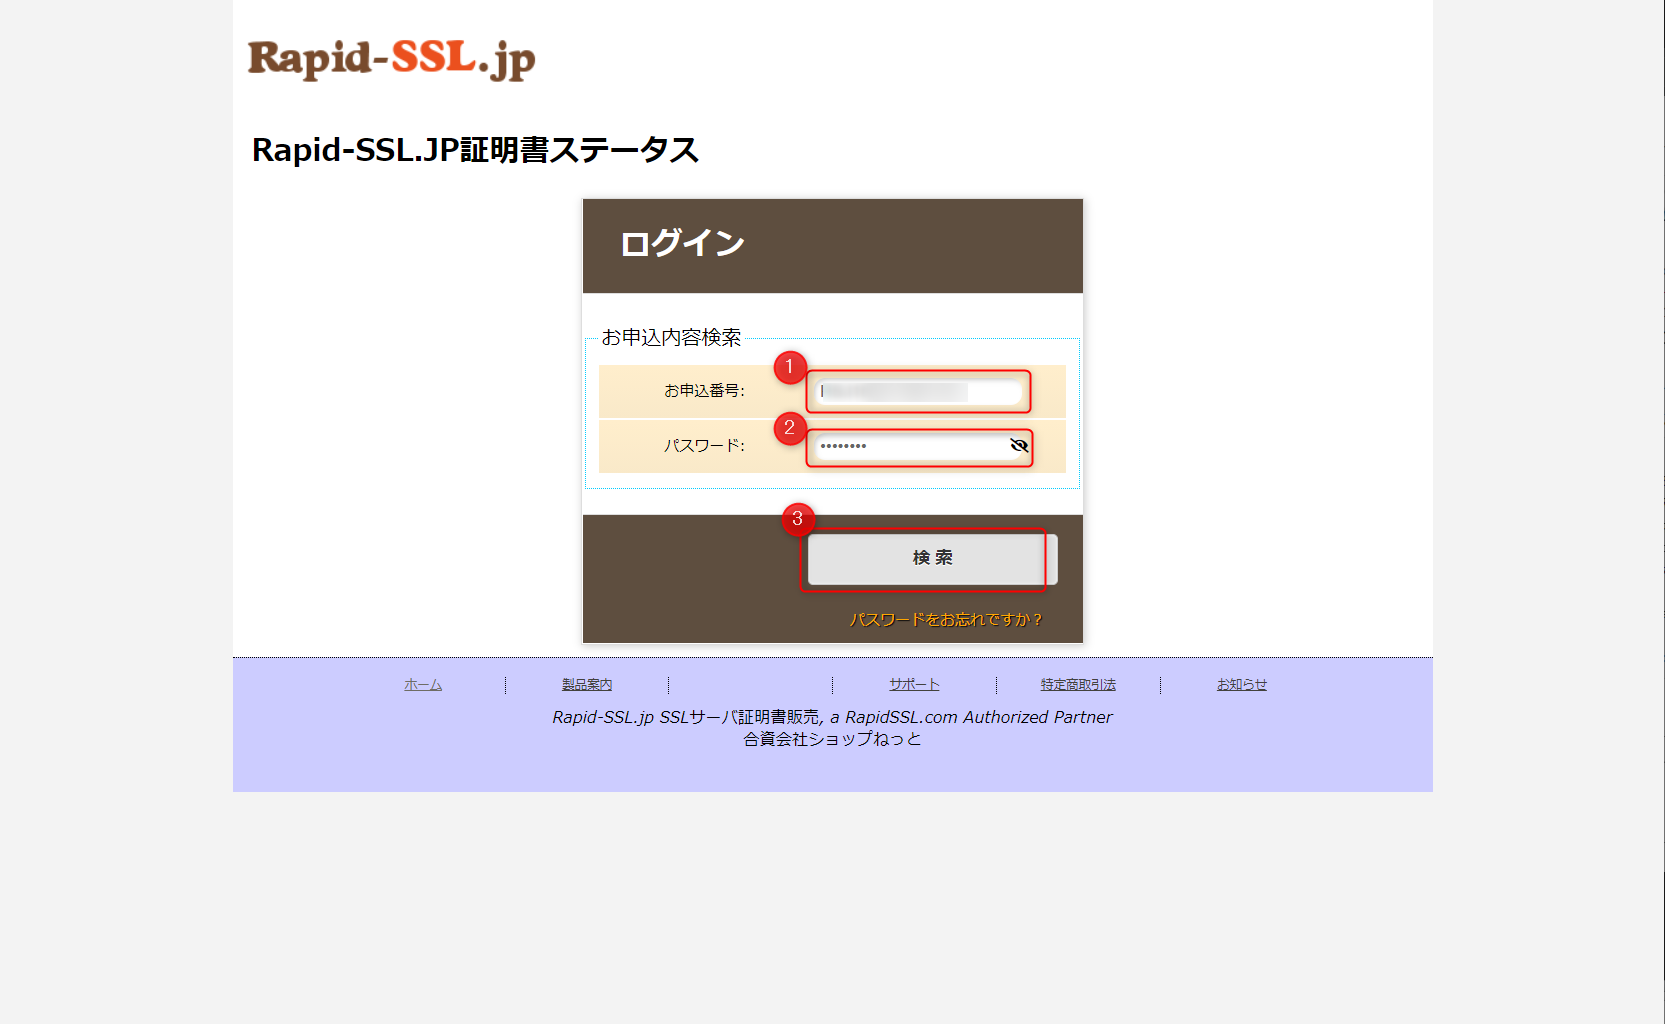 Rapid-SSL.jp
Rapid-SSL.JP証明書ステータス
ログイン
お申込内容検索
1
お申込番号:
2
パスワード:
••••••••
3
検 索
パスワードをお忘れですか？
ホーム
製品案内
サポート
特定商取引法
お知らせ
Rapid-SSL.jp SSLサーバ証明書販売, a RapidSSL.com Authorized Partner
合資会社ショップねっと